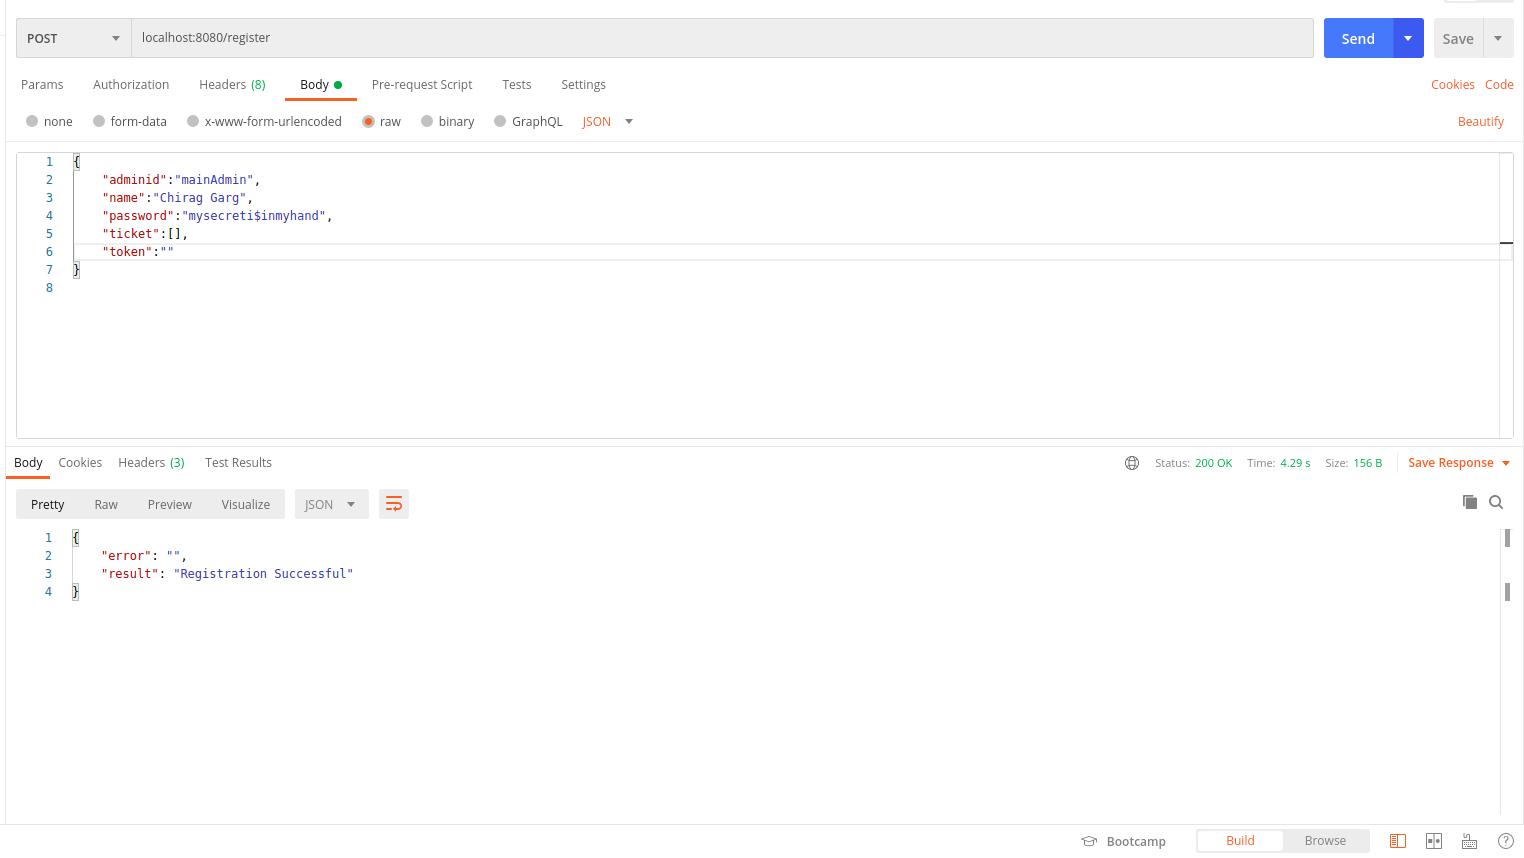 POST localhost:8080/register Send Save
Params Authorization Headers (8) Body Pre-request Script Tests Settings Cookies Code
none form-data x-www-form-urlencoded raw binary GraphQL JSON Beautify
1 {
2 "adminid":"mainAdmin",
3 "name":"Chirag Garg",
4 "password":"mysecreti$inmyhand",
5 "ticket":[],
6 "token":""
7 }
8
Body Cookies Headers (3) Test Results Status: 200 OK Time: 4.29 s Size: 156 B Save Response
Pretty Raw Preview Visualize JSON
1 {
2 "error": "",
3 "result": "Registration Successful"
4 }
Bootcamp Build Browse